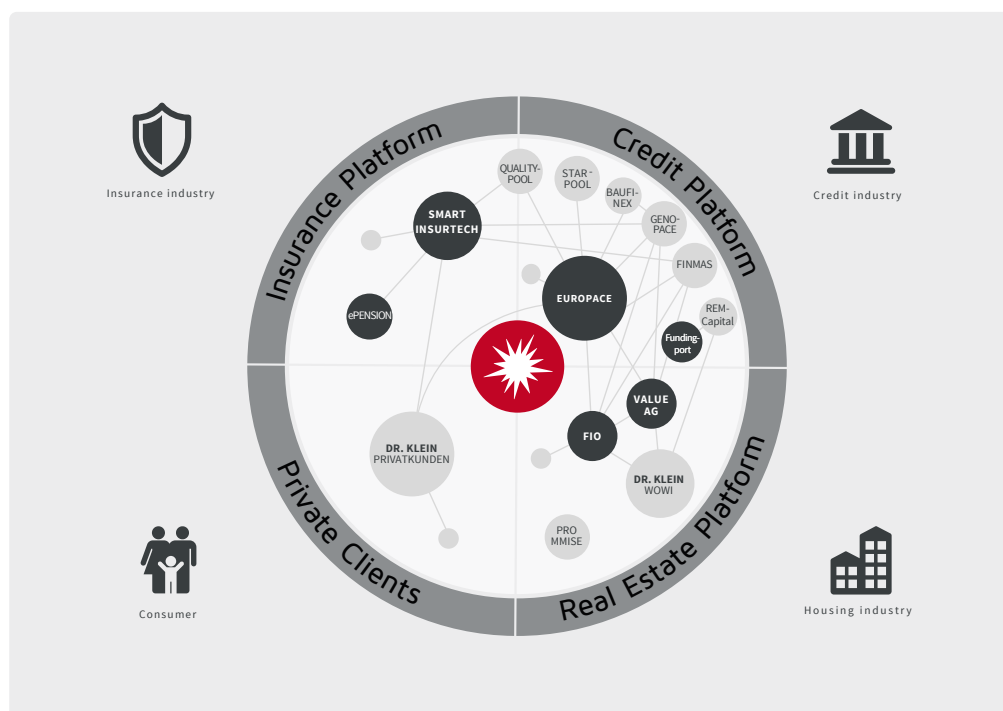 Insurance Platform
Credit Platform
Insurance industry
Credit industry
QUALITY-
POOL
STAR-
POOL
BAUFI-
NEX
GENO-
PACE
SMART
INSURTECH
FINMAS
EUROPACE
REM-
Capital
ePENSION
Funding-
port
VALUE
AG
FIO
DR. KLEIN
PRIVATKUNDEN
DR. KLEIN
WOWI
PRO
MMISE
Private Clients
Real Estate Platform
Consumer
Housing industry